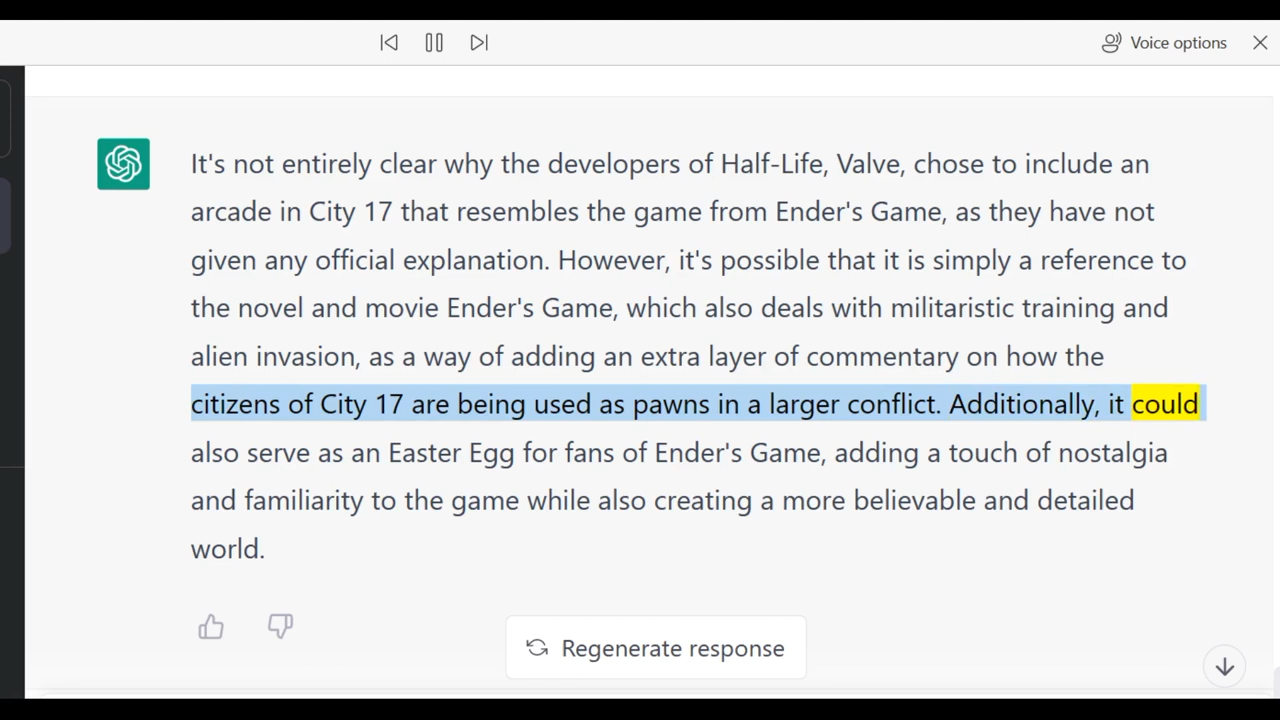 Voice options
It's not entirely clear why the developers of Half-Life, Valve, chose to include an
arcade in City 17 that resembles the game from Ender's Game, as they have not
given any official explanation. However, it's possible that it is simply a reference to
the novel and movie Ender's Game, which also deals with militaristic training and
alien invasion, as a way of adding an extra layer of commentary on how the
citizens of City 17 are being used as pawns in a larger conflict. Additionally, it could
also serve as an Easter Egg for fans of Ender's Game, adding a touch of nostalgia
and familiarity to the game while also creating a more believable and detailed
world.
Regenerate response